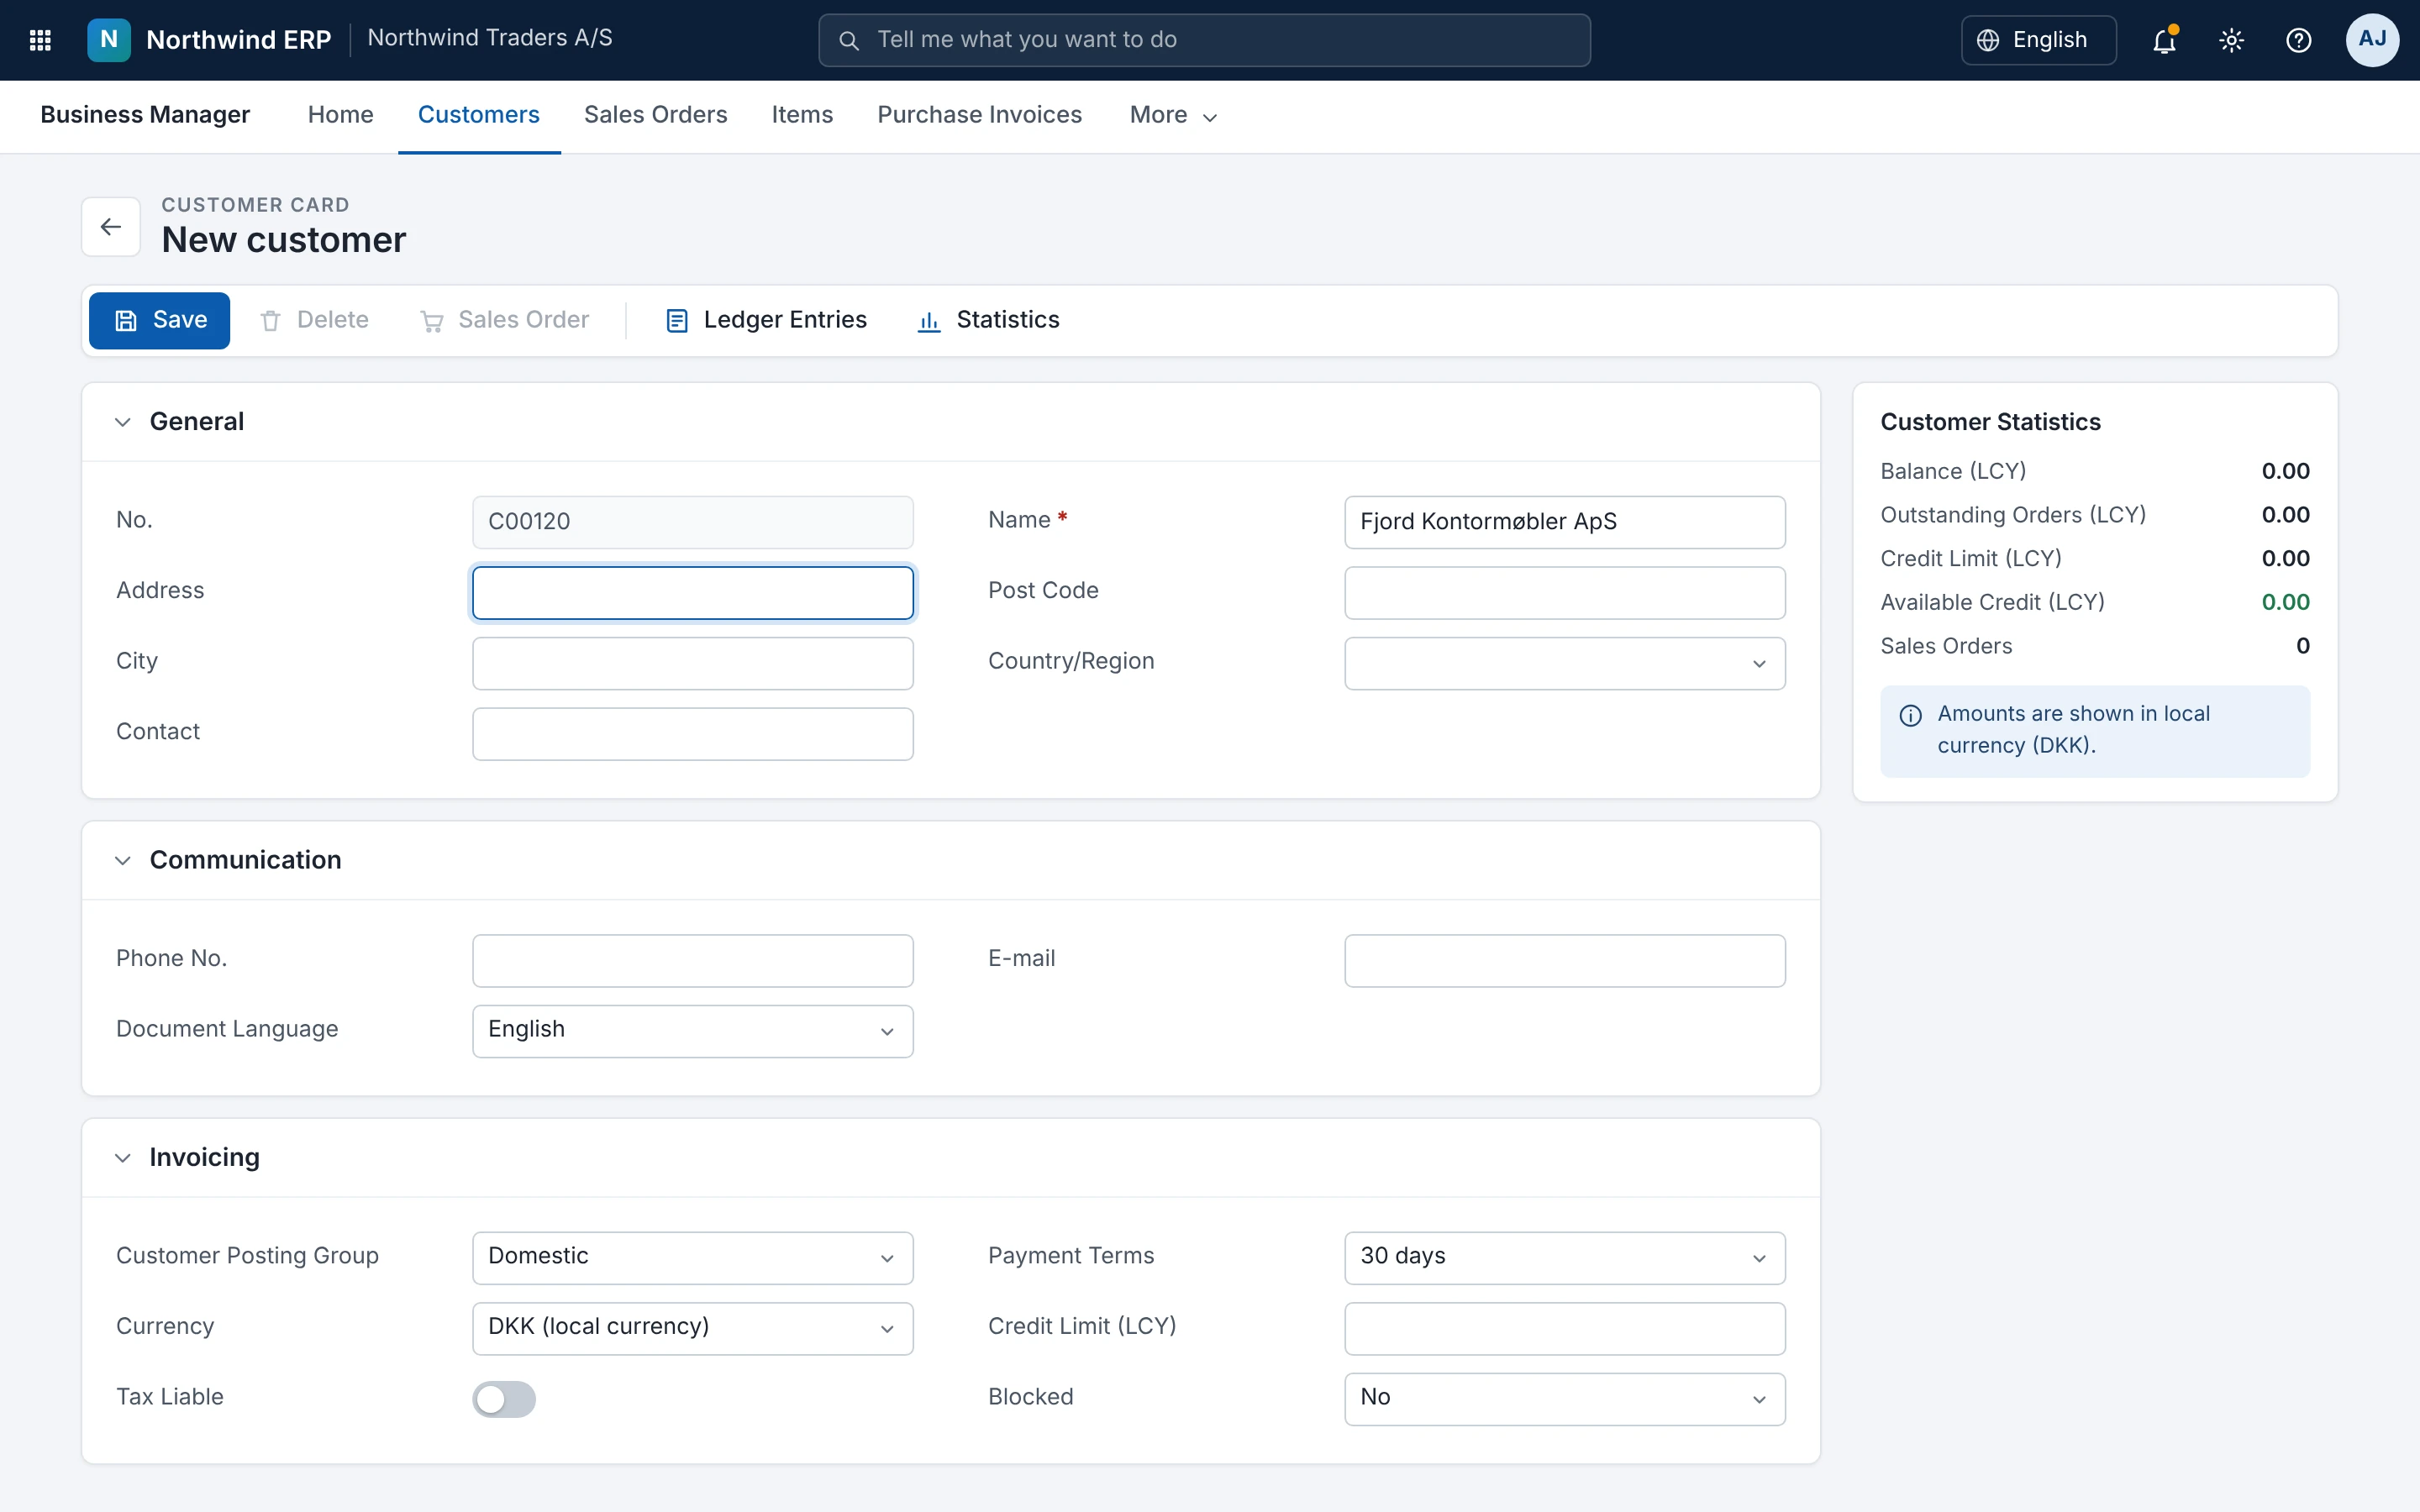 N Northwind ERP Northwind Traders A/S Tell me what you want to do English AJ
Business Manager Home Customers Sales Orders Items Purchase Invoices More
CUSTOMER CARD
New customer
Save Delete Sales Order Ledger Entries Statistics
General
No. C00120 Name * Fjord Kontormøbler ApS
Address Post Code
City Country/Region
Contact
Communication
Phone No. E-mail
Document Language English
Invoicing
Customer Posting Group Domestic Payment Terms 30 days
Currency DKK (local currency) Credit Limit (LCY)
Tax Liable Blocked No
Customer Statistics
Balance (LCY) 0.00
Outstanding Orders (LCY) 0.00
Credit Limit (LCY) 0.00
Available Credit (LCY) 0.00
Sales Orders 0
Amounts are shown in local
currency (DKK).